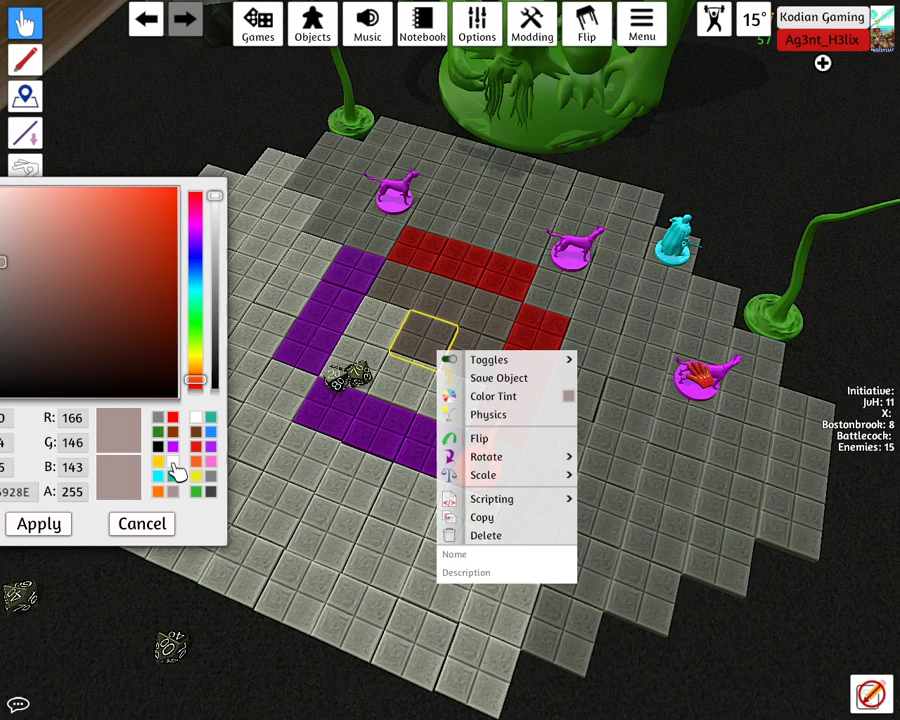 Games
Objects
Music
Notebook
Options
Modding
Flip
Menu
15°
Kodian Gaming
57
Ag3nt_H3lix
Toggles
Save Object
Color Tint
Physics
Flip
Rotate
Scale
Scripting
Copy
Delete
Name
Description
R: 166
G: 146
B: 143
A: 255
928E
Apply
Cancel
Initiative:
JuH: 11
X:
Bostonbrook: 8
Battlecock:
Enemies: 15